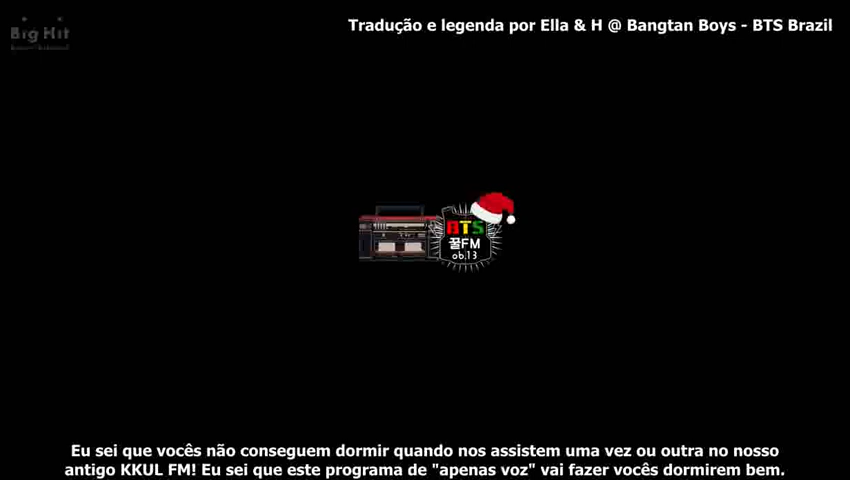 Big Hit
Tradução e legenda por Ella & H @ Bangtan Boys - BTS Brazil
BTS
꿀FM
06.13
Eu sei que vocês não conseguem dormir quando nos assistem uma vez ou outra no nosso
antigo KKUL FM! Eu sei que este programa de "apenas voz" vai fazer vocês dormirem bem.